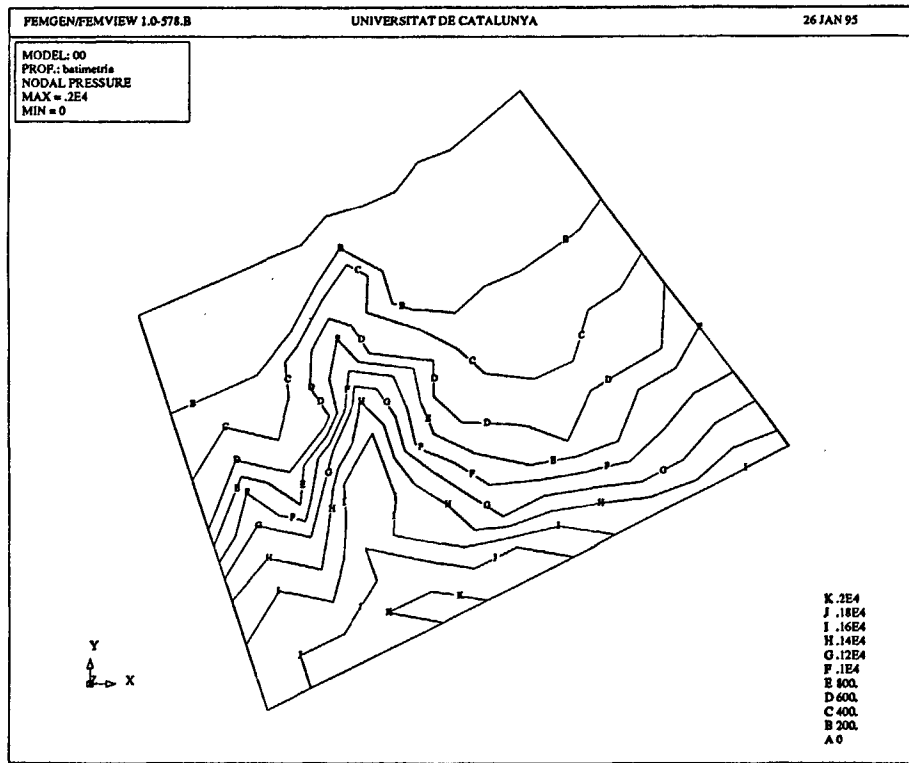 FEMGEN/FEMVIEW 1.0-578.B UNIVERSITAT DE CATALUNYA 26 JAN 95
MODEL: 00
PROF.: batimetria
NODAL PRESSURE
MAX = .2E4
MIN = 0
B
B
B
C
B
C
D
C
C
E
D
D
D
D
B
C
D
E
D
F
G
H
E
D
F
E
F
G
F
G
H
I
G
H
I
H
I
J
K
K
J
J
Y
Z X
K .2E4
J .18E4
I .16E4
H .14E4
G .12E4
F .1E4
E 800.
D 600.
C 400.
B 200.
A 0